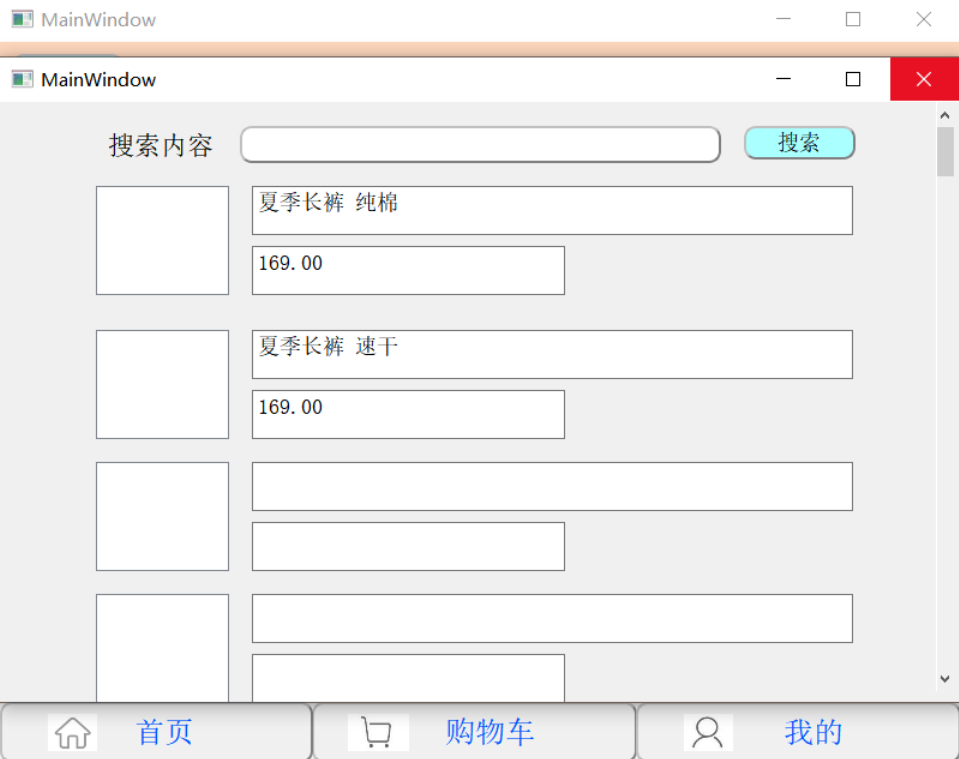 MainWindow
MainWindow
搜索内容 搜索
夏季长裤 纯棉
169.00
夏季长裤 速干
169.00
首页 购物车 我的